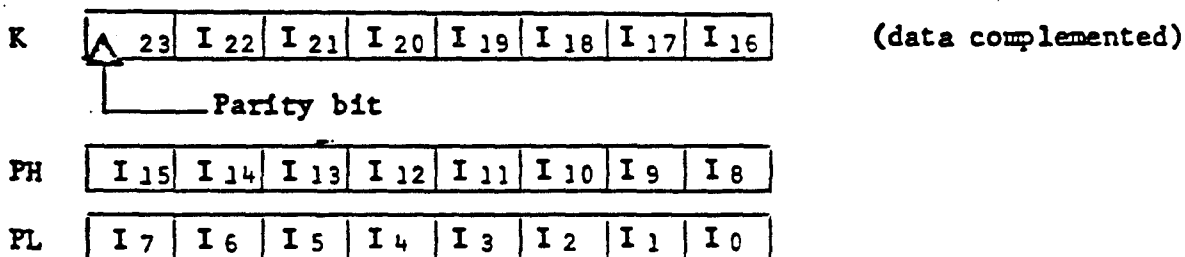 K 23 I 22 I 21 I 20 I 19 I 18 I 17 I 16 (data complemented)
Parity bit
PH I 15 I 14 I 13 I 12 I 11 I 10 I 9 I 8
PL I 7 I 6 I 5 I 4 I 3 I 2 I 1 I 0